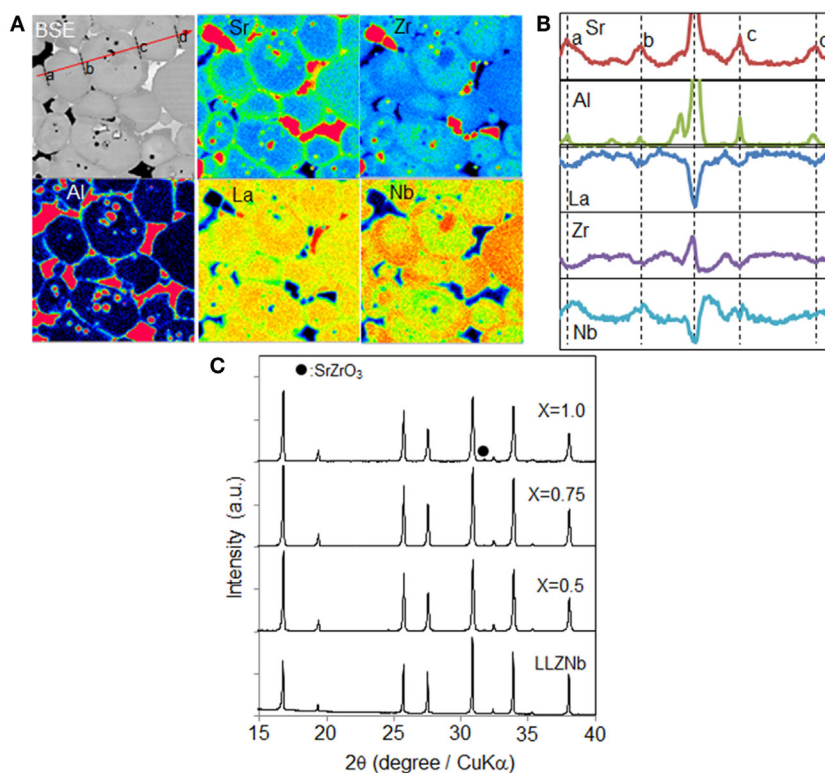 A
BSE
Sr
Zr
a
b
c
d
Al
La
Nb
B
Sr
a
b
c
Al
La
Zr
Nb
C
●:SrZrO₃
X=1.0
X=0.75
X=0.5
LLZNb
Intensity (a.u.)
15 20 25 30 35 40
2θ (degree / CuKα)